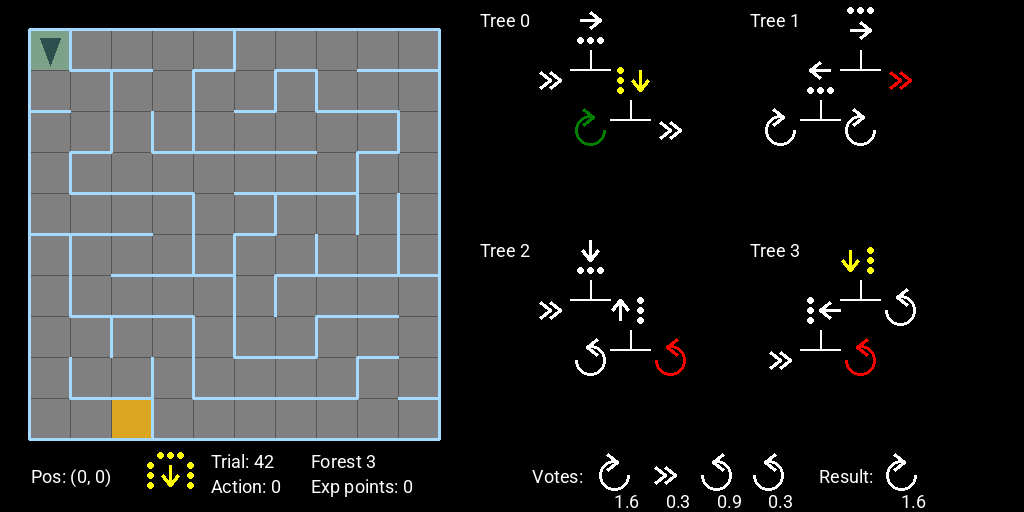 Tree 0
Tree 1
Tree 2
Tree 3
Pos: (0, 0)
Trial: 42
Forest 3
Action: 0
Exp points: 0
Votes:
1.6
0.3
0.9
0.3
Result:
1.6